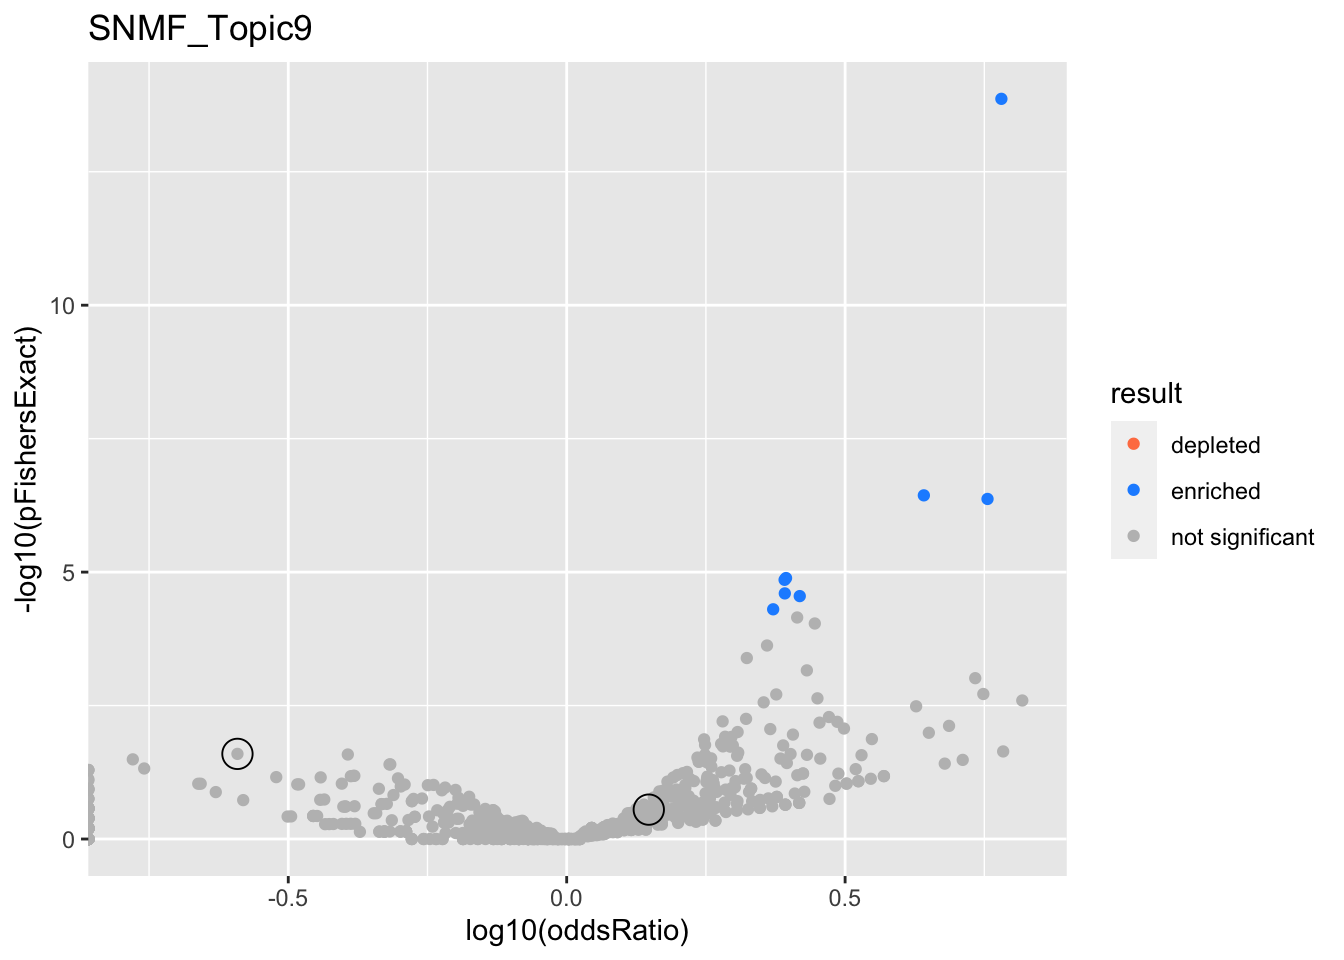 SNMF_Topic9
-log10(pFishersExact)
10
5
0
-0.5
0.0
0.5
log10(oddsRatio)
result
depleted
enriched
not significant